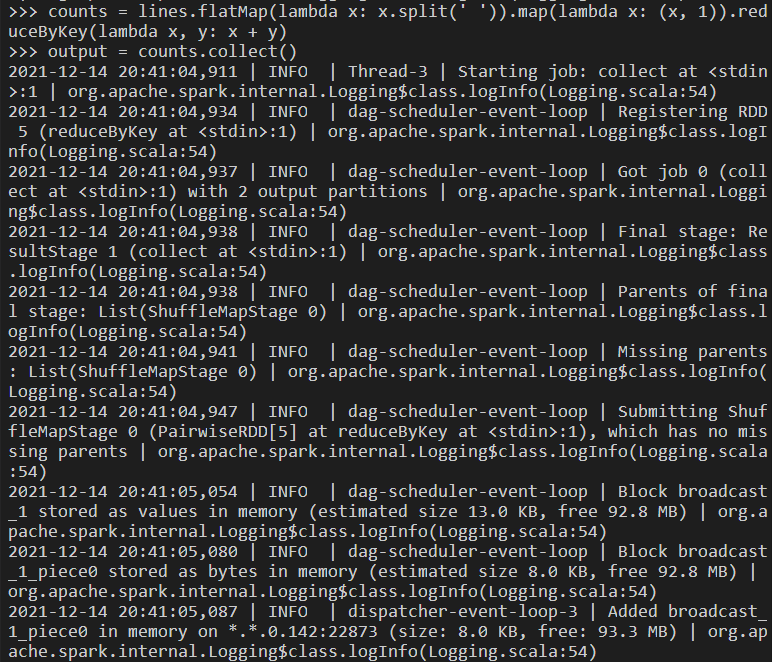 >>> counts = lines.flatMap(lambda x: x.split(' ')).map(lambda x: (x, 1)).red
uceByKey(lambda x, y: x + y)
>>> output = counts.collect()
2021-12-14 20:41:04,911 | INFO  | Thread-3 | Starting job: collect at <stdin
>:1 | org.apache.spark.internal.Logging$class.logInfo(Logging.scala:54)
2021-12-14 20:41:04,934 | INFO  | dag-scheduler-event-loop | Registering RDD
 5 (reduceByKey at <stdin>:1) | org.apache.spark.internal.Logging$class.logI
nfo(Logging.scala:54)
2021-12-14 20:41:04,937 | INFO  | dag-scheduler-event-loop | Got job 0 (coll
ect at <stdin>:1) with 2 output partitions | org.apache.spark.internal.Loggi
ng$class.logInfo(Logging.scala:54)
2021-12-14 20:41:04,938 | INFO  | dag-scheduler-event-loop | Final stage: Re
sultStage 1 (collect at <stdin>:1) | org.apache.spark.internal.Logging$class
.logInfo(Logging.scala:54)
2021-12-14 20:41:04,938 | INFO  | dag-scheduler-event-loop | Parents of fina
l stage: List(ShuffleMapStage 0) | org.apache.spark.internal.Logging$class.l
ogInfo(Logging.scala:54)
2021-12-14 20:41:04,941 | INFO  | dag-scheduler-event-loop | Missing parents
: List(ShuffleMapStage 0) | org.apache.spark.internal.Logging$class.logInfo(
Logging.scala:54)
2021-12-14 20:41:04,947 | INFO  | dag-scheduler-event-loop | Submitting Shuf
fleMapStage 0 (PairwiseRDD[5] at reduceByKey at <stdin>:1), which has no mis
sing parents | org.apache.spark.internal.Logging$class.logInfo(Logging.scala
:54)
2021-12-14 20:41:05,054 | INFO  | dag-scheduler-event-loop | Block broadcast
_1 stored as values in memory (estimated size 13.0 KB, free 92.8 MB) | org.a
pache.spark.internal.Logging$class.logInfo(Logging.scala:54)
2021-12-14 20:41:05,080 | INFO  | dag-scheduler-event-loop | Block broadcast
_1_piece0 stored as bytes in memory (estimated size 8.0 KB, free 92.8 MB) |
org.apache.spark.internal.Logging$class.logInfo(Logging.scala:54)
2021-12-14 20:41:05,087 | INFO  | dispatcher-event-loop-3 | Added broadcast_
1_piece0 in memory on *.*.0.142:22873 (size: 8.0 KB, free: 93.3 MB) | org.ap
ache.spark.internal.Logging$class.logInfo(Logging.scala:54)